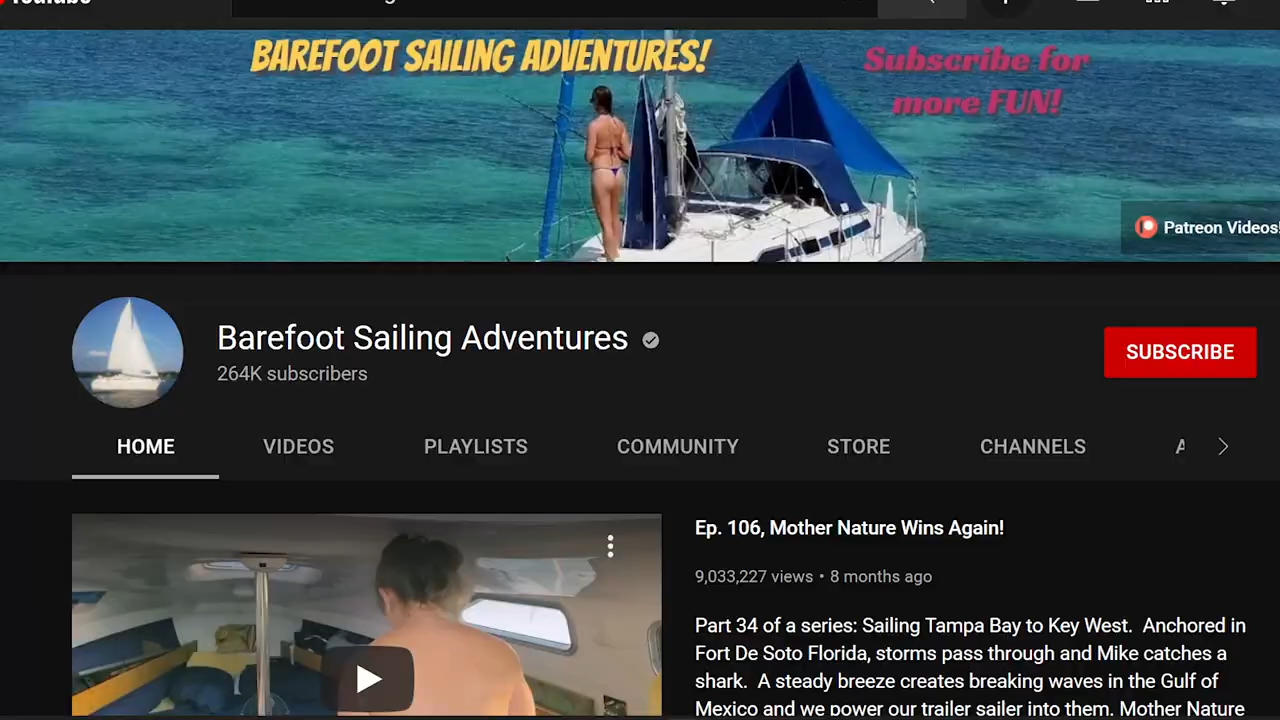 BAREFOOT SAILING ADVENTURES!
Subscribe for
more FUN!
Patreon Videos
Barefoot Sailing Adventures
264K subscribers
SUBSCRIBE
HOME VIDEOS PLAYLISTS COMMUNITY STORE CHANNELS
Ep. 106, Mother Nature Wins Again!
9,033,227 views • 8 months ago
Part 34 of a series: Sailing Tampa Bay to Key West. Anchored in
Fort De Soto Florida, storms pass through and Mike catches a
shark. A steady breeze creates breaking waves in the Gulf of
Mexico and we power our trailer sailer into them. Mother Nature